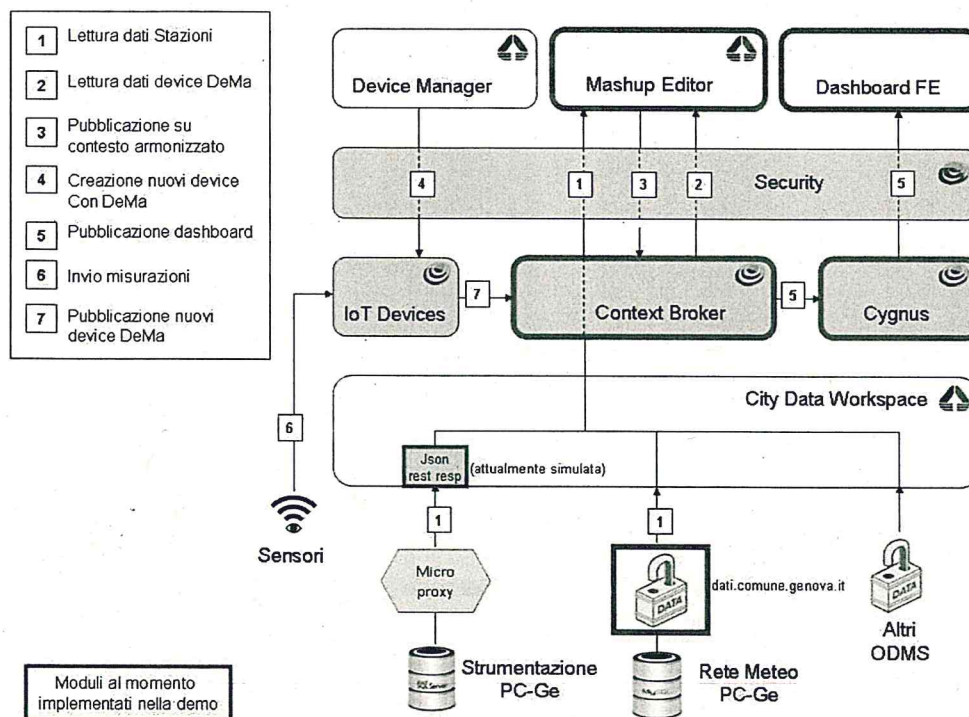 1 Lettura dati Stazioni
2 Lettura dati device DeMa
3 Pubblicazione su
contesto armonizzato
4 Creazione nuovi device
Con DeMa
5 Pubblicazione dashboard
6 Invio misurazioni
7 Pubblicazione nuovi
device DeMa
Device Manager
Mashup Editor
Dashboard FE
4
1
3
2
Security
5
IoT Devices
7
Context Broker
5
Cygnus
City Data Workspace
6
Json
rest resp
(attualmente simulata)
Sensori
1
1
Micro
proxy
DATA
dati.comune.genova.it
DATA
Altri
ODMS
SQLServer
Strumentazione
PC-Ge
MySQL
Rete Meteo
PC-Ge
Moduli al momento
implementati nella demo